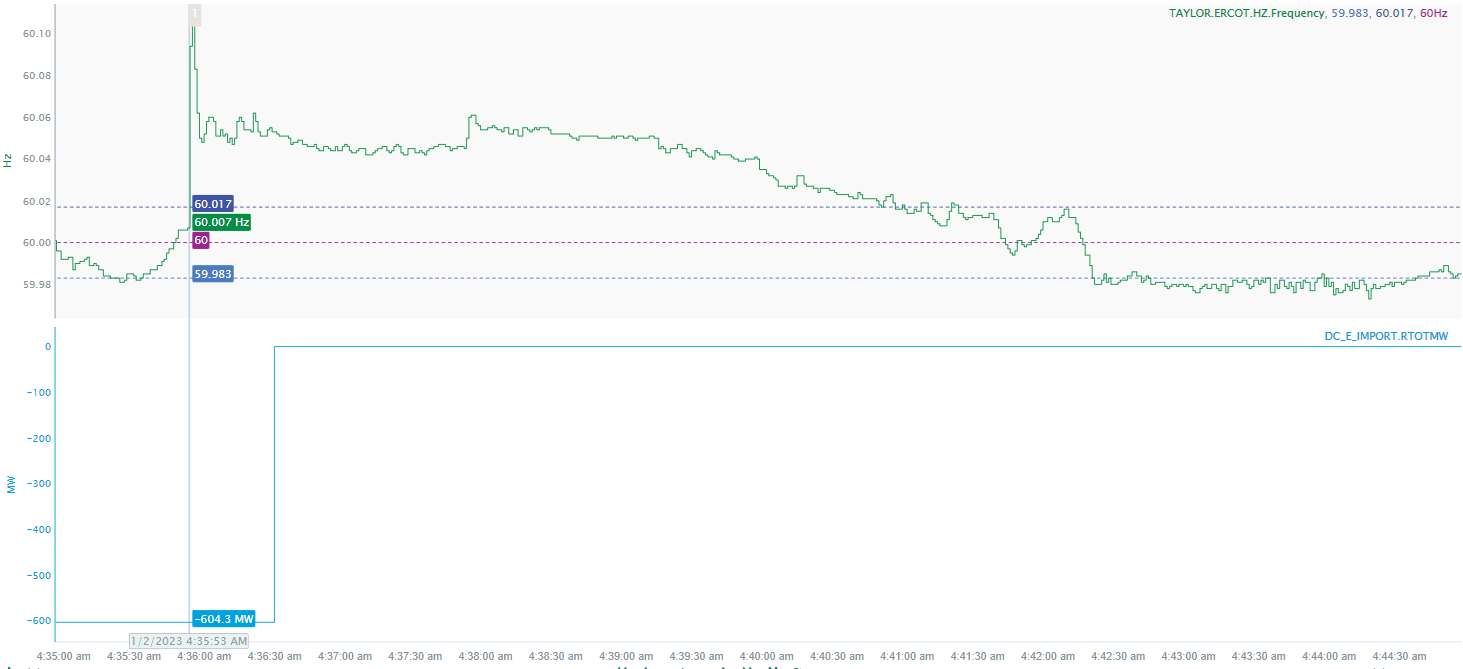 1
TAYLOR.ERCOT.HZ.Frequency, 59.983, 60.017, 60Hz
60.10
60.08
60.06
60.04
60.02
60.00
59.98
Hz
60.017
60.007 Hz
60
59.983
DC_E_IMPORT.RTOTMW
0
-100
-200
-300
-400
-500
-600
MW
-604.3 MW
1/2/2023 4:35:53 AM
4:35:00 am 4:35:30 am 4:36:00 am 4:36:30 am 4:37:00 am 4:37:30 am 4:38:00 am 4:38:30 am 4:39:00 am 4:39:30 am 4:40:00 am 4:40:30 am 4:41:00 am 4:41:30 am 4:42:00 am 4:42:30 am 4:43:00 am 4:43:30 am 4:44:00 am 4:44:30 am